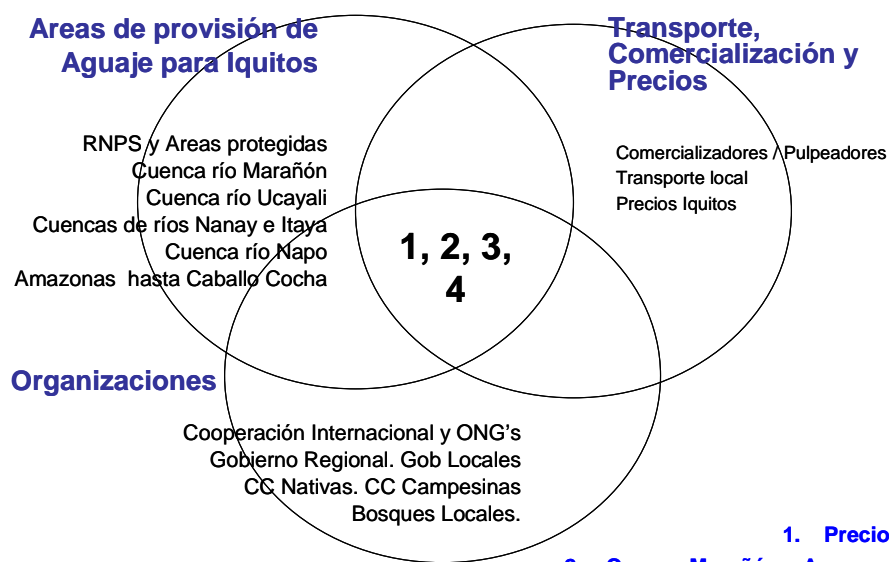 Areas de provisión de
Aguaje para Iquitos
RNPS y Areas protegidas
Cuenca río Marañón
Cuenca río Ucayali
Cuencas de ríos Nanay e Itaya
Cuenca río Napo
Amazonas hasta Caballo Cocha
Transporte,
Comercialización y
Precios
Comercializadores / Pulpeadores
Transporte local
Precios Iquitos
1, 2, 3,
4
Organizaciones
Cooperación Internacional y ONG's
Gobierno Regional. Gob Locales
CC Nativas. CC Campesinas
Bosques Locales.
1. Precio